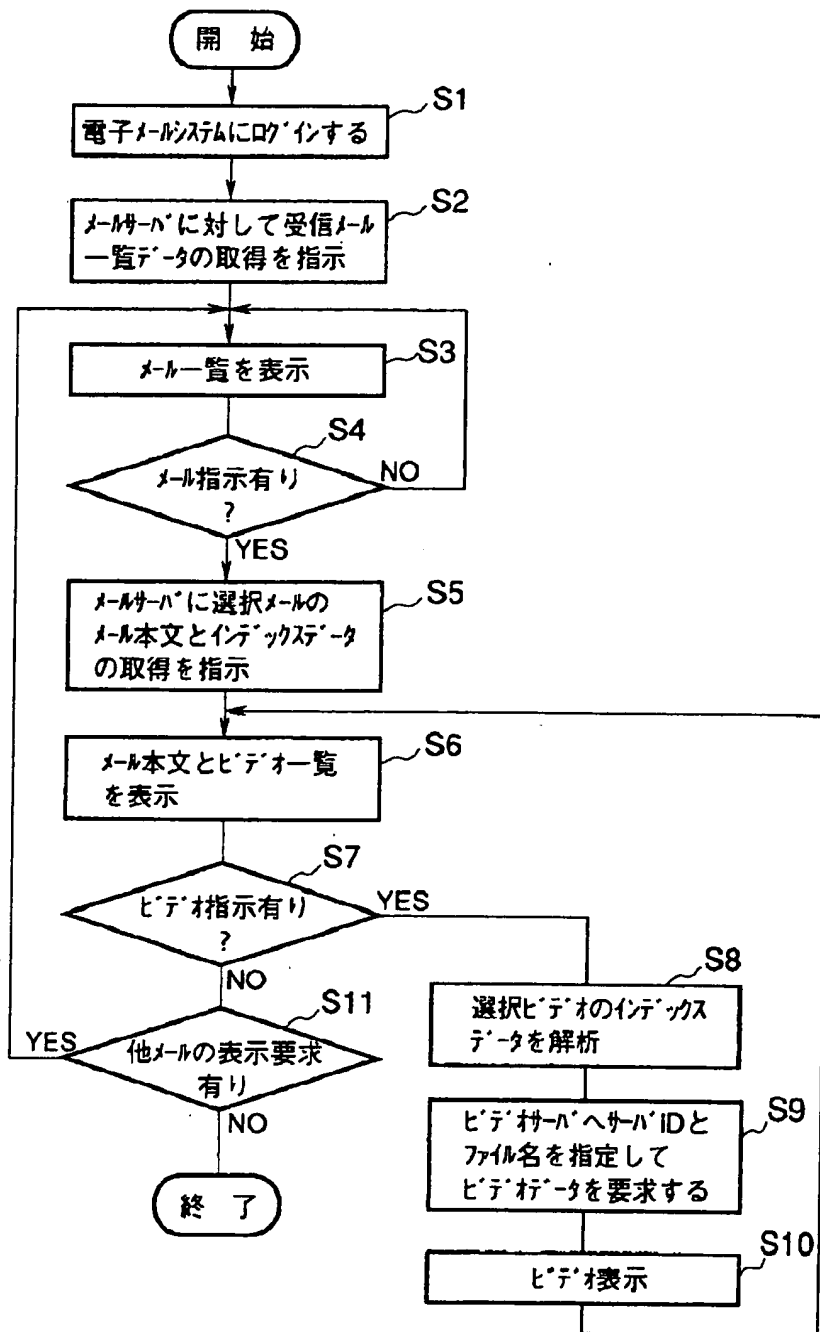 開 始
S1
電子ﾒｰﾙｼｽﾃﾑにﾛｸﾞｲﾝする
S2
ﾒｰﾙｻｰﾊﾞに対して受信ﾒｰﾙ
一覧ﾃﾞｰﾀの取得を指示
S3
ﾒｰﾙ一覧を表示
S4
ﾒｰﾙ指示有り
?
NO
YES
S5
ﾒｰﾙｻｰﾊﾞに選択ﾒｰﾙの
ﾒｰﾙ本文とｲﾝﾃﾞｯｸｽﾃﾞｰﾀ
の取得を指示
S6
ﾒｰﾙ本文とﾋﾞﾃﾞｵ一覧
を表示
S7
ﾋﾞﾃﾞｵ指示有り
?
YES
NO
S8
選択ﾋﾞﾃﾞｵのｲﾝﾃﾞｯｸｽ
ﾃﾞｰﾀを解析
S9
ﾋﾞﾃﾞｵｻｰﾊﾞへｻｰﾊﾞIDと
ﾌｧｲﾙ名を指定して
ﾋﾞﾃﾞｵﾃﾞｰﾀを要求する
S10
ﾋﾞﾃﾞｵ表示
S11
他ﾒｰﾙの表示要求
有り
YES
NO
終 了